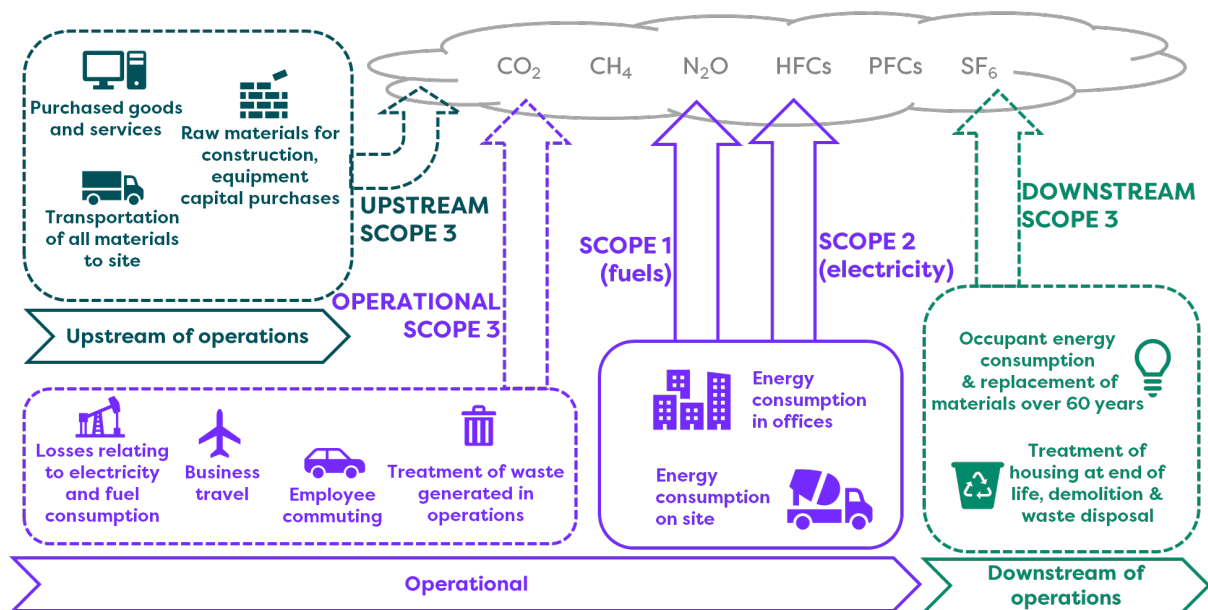 CO₂ CH₄ N₂O HFCs PFCs SF₆
Purchased goods
and services
Raw materials for
construction,
equipment
capital purchases
Transportation
of all materials
to site
UPSTREAM
SCOPE 3
Upstream of operations
OPERATIONAL
SCOPE 3
SCOPE 1
(fuels)
SCOPE 2
(electricity)
DOWNSTREAM
SCOPE 3
Losses relating
to electricity
and fuel
consumption
Business
travel
Employee
commuting
Treatment of waste
generated in
operations
Energy
consumption
in offices
Energy
consumption
on site
Occupant energy
consumption
& replacement of
materials over 60 years
Treatment of
housing at end of
life, demolition &
waste disposal
Operational
Downstream of
operations